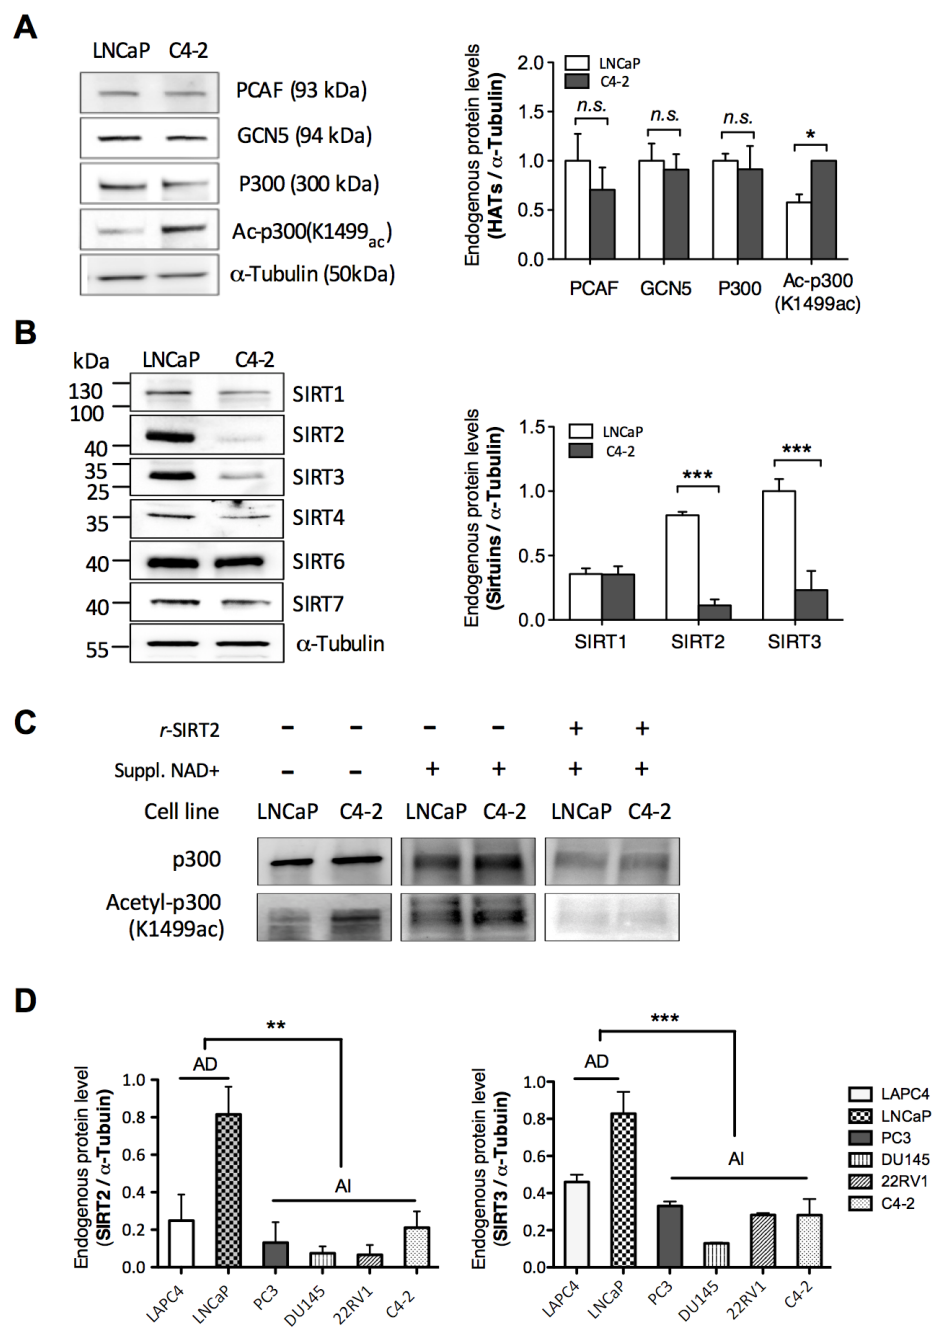 A
LNCaP C4-2
PCAF (93 kDa)
GCN5 (94 kDa)
P300 (300 kDa)
Ac-p300(K1499ac)
α-Tubulin (50kDa)
Endogenous protein levels
(HATs / α-Tubulin)
2.0
1.5
1.0
0.5
0.0
LNCaP
C4-2
n.s.
n.s.
n.s.
*
PCAF GCN5 P300 Ac-p300
(K1499ac)
B
kDa LNCaP C4-2
130
100
40
35
25
35
40
40
55
SIRT1
SIRT2
SIRT3
SIRT4
SIRT6
SIRT7
α-Tubulin
Endogenous protein levels
(Sirtuins / α-Tubulin)
1.5
1.0
0.5
0.0
LNCaP
C4-2
***
***
SIRT1 SIRT2 SIRT3
C
r-SIRT2 – – – – + +
Suppl. NAD+ – – + + + +
Cell line LNCaP C4-2 LNCaP C4-2 LNCaP C4-2
p300
Acetyl-p300
(K1499ac)
D
Endogenous protein level
(SIRT2 / α-Tubuin)
1.0
0.8
0.6
0.4
0.2
0.0
**
AD
AI
LAPC4 LNCaP PC3 DU145 22RV1 C4-2
Endogenous protein level
(SIRT3 / α-Tubuin)
1.0
0.8
0.6
0.4
0.2
0.0
***
AD
AI
LAPC4 LNCaP PC3 DU145 22RV1 C4-2
LAPC4
LNCaP
PC3
DU145
22RV1
C4-2